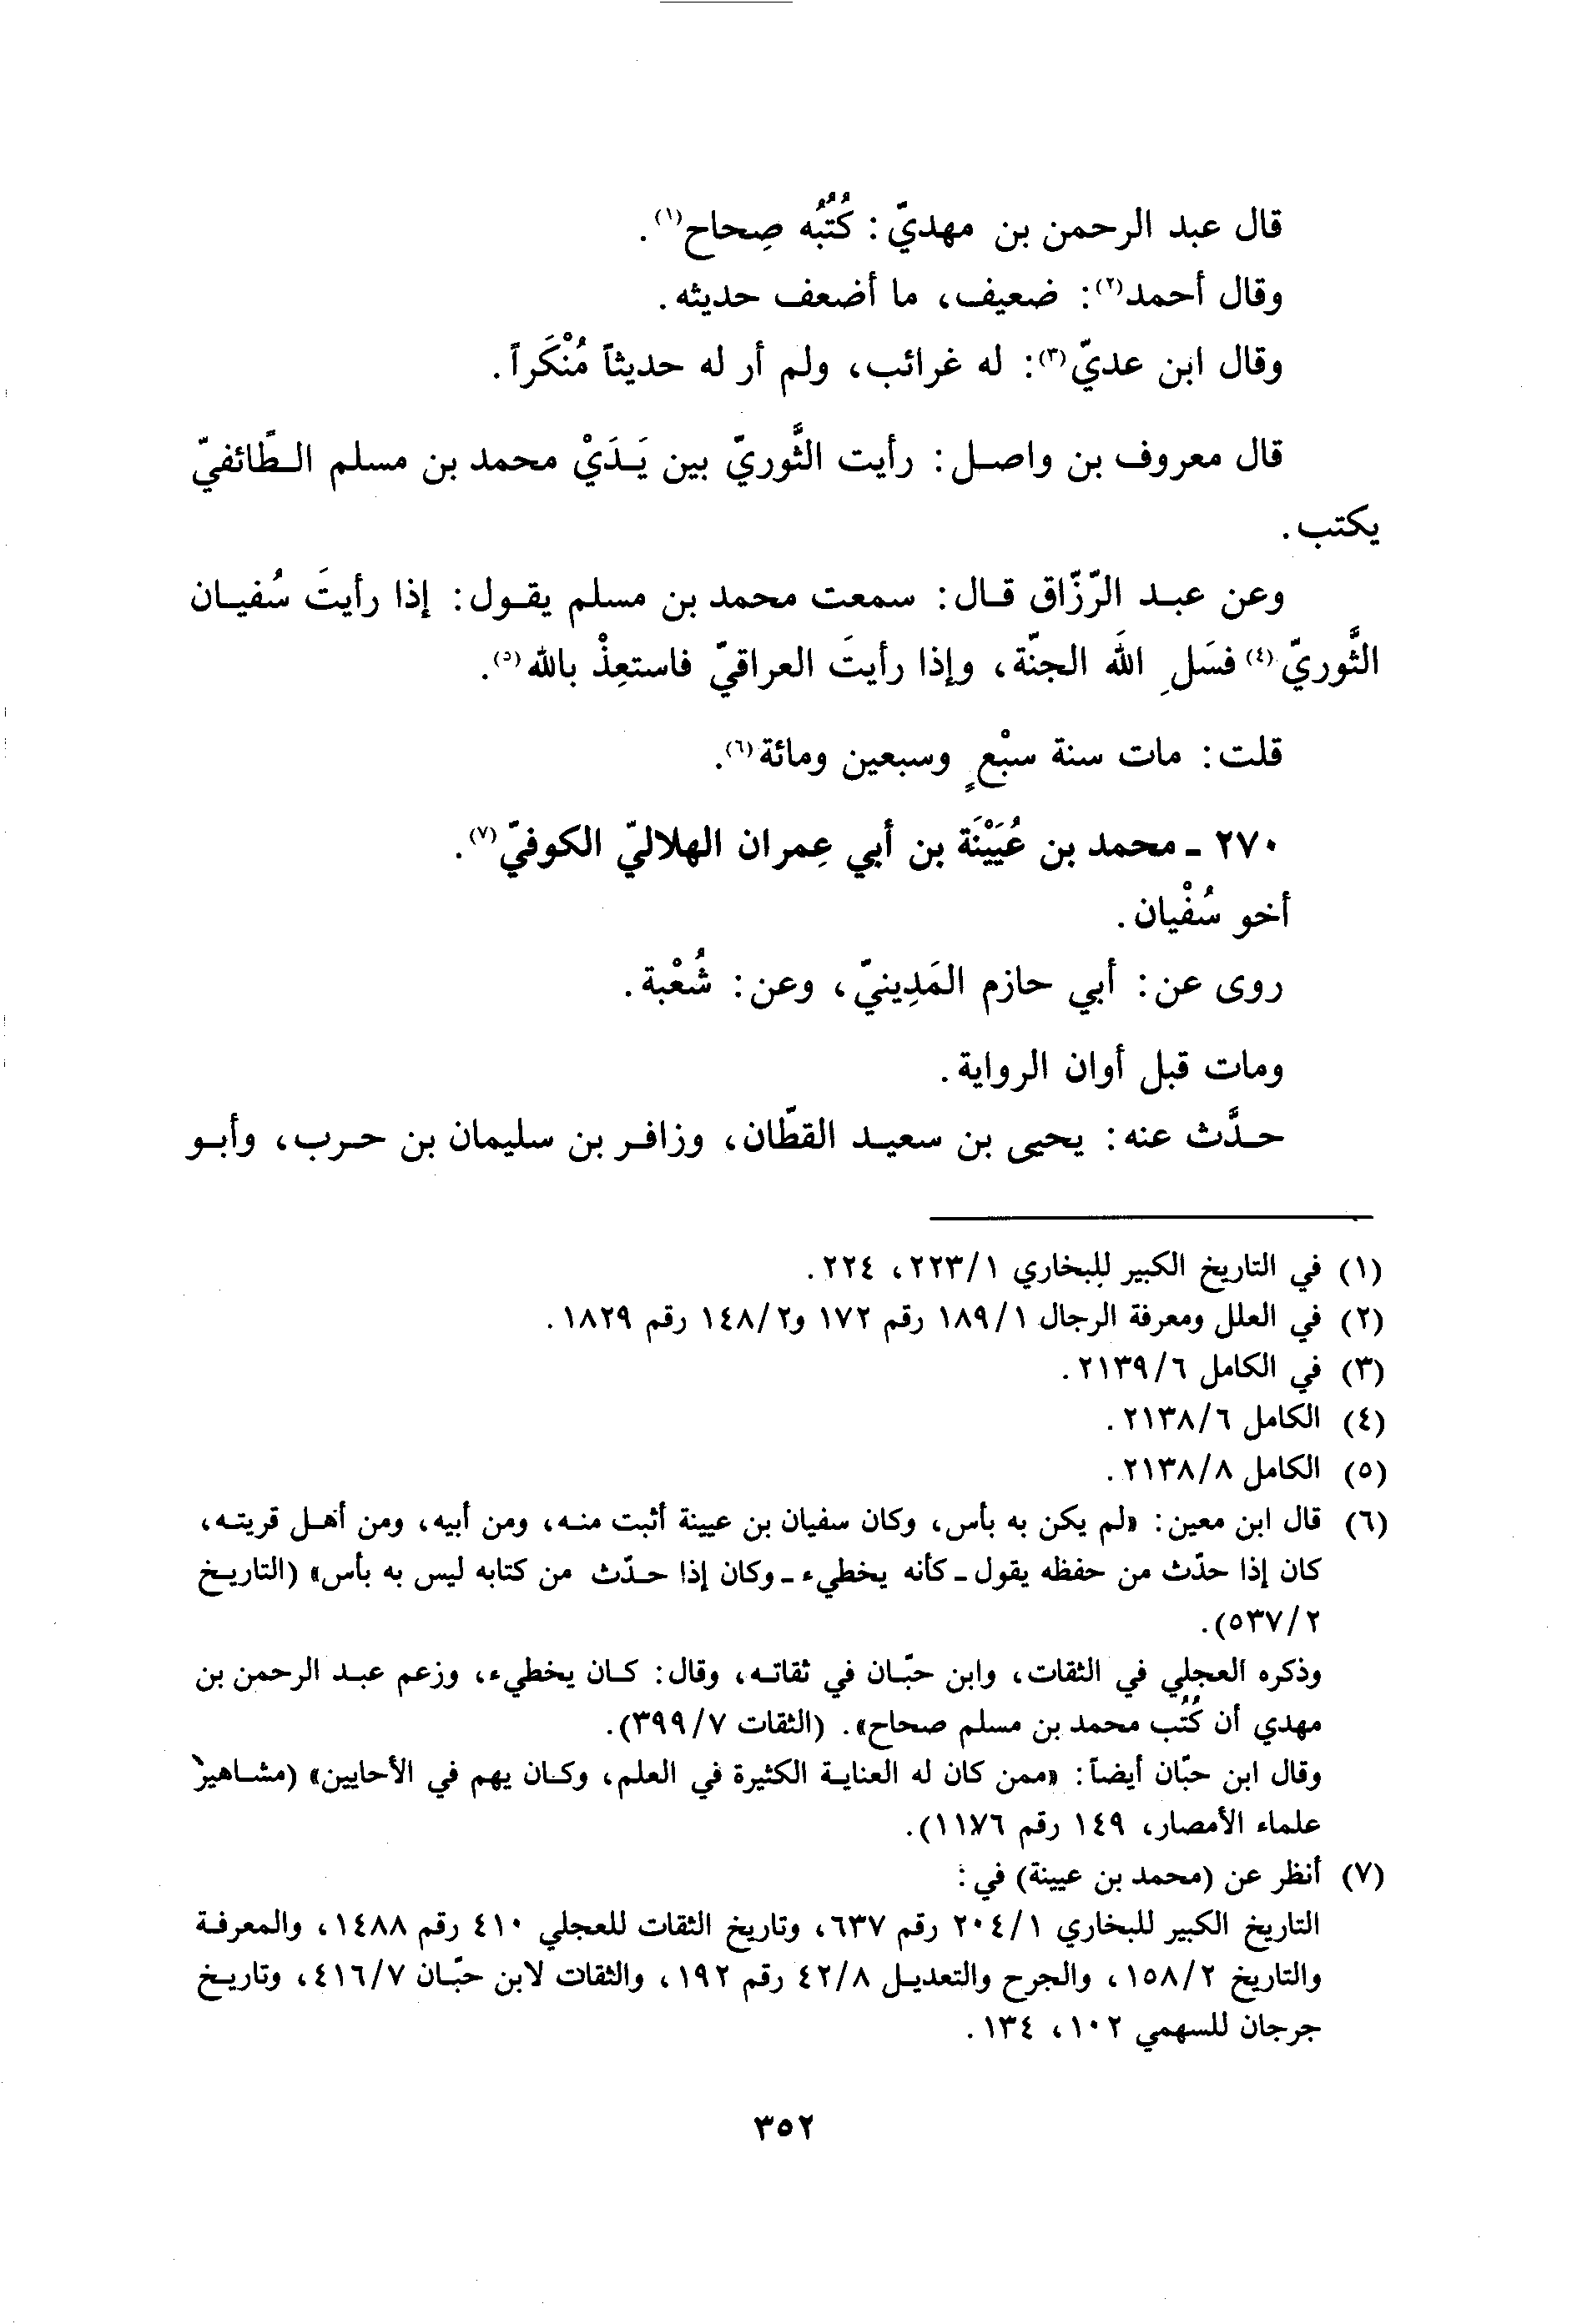 قال عبد الرحمن بن مهديّ: كُتُبُه صِحاح(١).
وقال أحمد(٢): ضعيف، ما أضعف حديثه.
وقال ابن عديّ(٣): له غرائب، ولم أر له حديثاً مُنْكَراً.
قال معروف بن واصل: رأيت الثَّوريّ بين يَدَيْ محمد بن مسلم الطّائفيّ
يكتب.
وعن عبد الرّزّاق قال: سمعت محمد بن مسلم يقول: إذا رأيتَ سُفيان
الثَّوريّ(٤) فسَلِ اللهَ الجنّة، وإذا رأيتَ العراقيّ فاستعِذْ بالله(٥).
قلت: مات سنة سبْعٍ وسبعين ومائة(٦).
٢٧٠ - محمد بن عُيَيْنَة بن أبي عِمران الهلاليّ الكوفيّ(٧).
أخو سُفْيان.
روى عن: أبي حازم المَدِينيّ، وعن: شُعْبة.
ومات قبل أوان الرواية.
حدَّث عنه: يحيى بن سعيد القطّان، وزافر بن سليمان بن حرب، وأبو
(١) في التاريخ الكبير للبخاري ٢٢٣/١، ٢٢٤.
(٢) في العلل ومعرفة الرجال ١٨٩/١ رقم ١٧٢ و١٤٨/٢ رقم ١٨٢٩.
(٣) في الكامل ٢١٣٩/٦.
(٤) الكامل ٢١٣٨/٦.
(٥) الكامل ٢١٣٨/٨.
(٦) قال ابن معين: «لم يكن به بأس، وكان سفيان بن عيينة أثبت منه، ومن أبيه، ومن أهل قريته،
كان إذا حدّث من حفظه يقول - كأنه يخطيء - وكان إذا حدّث من كتابه ليس به بأس» (التاريخ
٥٣٧/٢).
وذكره العجلي في الثقات، وابن حبّان في ثقاته، وقال: كان يخطيء، وزعم عبد الرحمن بن
مهدي أن كُتُب محمد بن مسلم صحاح». (الثقات ٣٩٩/٧).
وقال ابن حبّان أيضاً: «ممن كان له العناية الكثيرة في العلم، وكان يهم في الأحايين» (مشاهير
علماء الأمصار، ١٤٩ رقم ١١٧٦).
(٧) أنظر عن (محمد بن عيينة) في:
التاريخ الكبير للبخاري ٢٠٤/١ رقم ٦٣٧، وتاريخ الثقات للعجلي ٤١٠ رقم ١٤٨٨، والمعرفة
والتاريخ ١٥٨/٢، والجرح والتعديل ٤٢/٨ رقم ١٩٢، والثقات لابن حبّان ٤١٦/٧، وتاريخ
جرجان للسهمي ١٠٢، ١٣٤.
٣٥٢